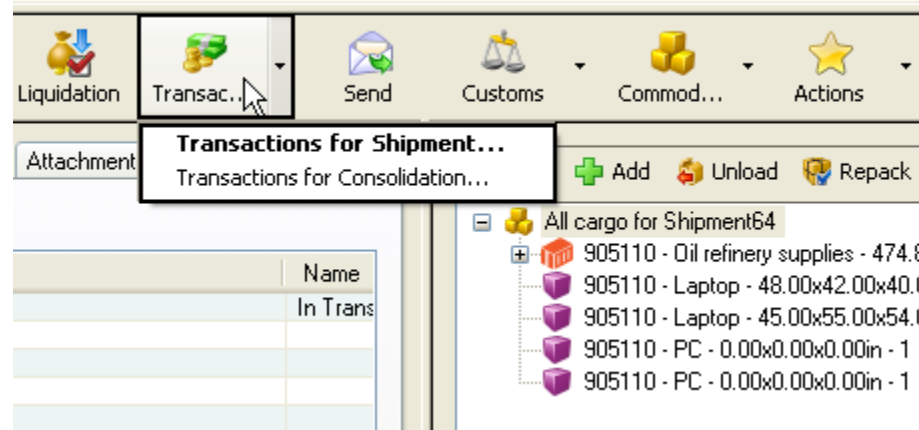 Liquidation Transac... Send Customs Commod... Actions
Transactions for Shipment...
Transactions for Consolidation...
Attachment Add Unload Repack
All cargo for Shipment64
905110 - Oil refinery supplies - 474.8
Name 905110 - Laptop - 48.00x42.00x40.0
In Trans 905110 - Laptop - 45.00x55.00x54.0
905110 - PC - 0.00x0.00x0.00in - 1
905110 - PC - 0.00x0.00x0.00in - 1